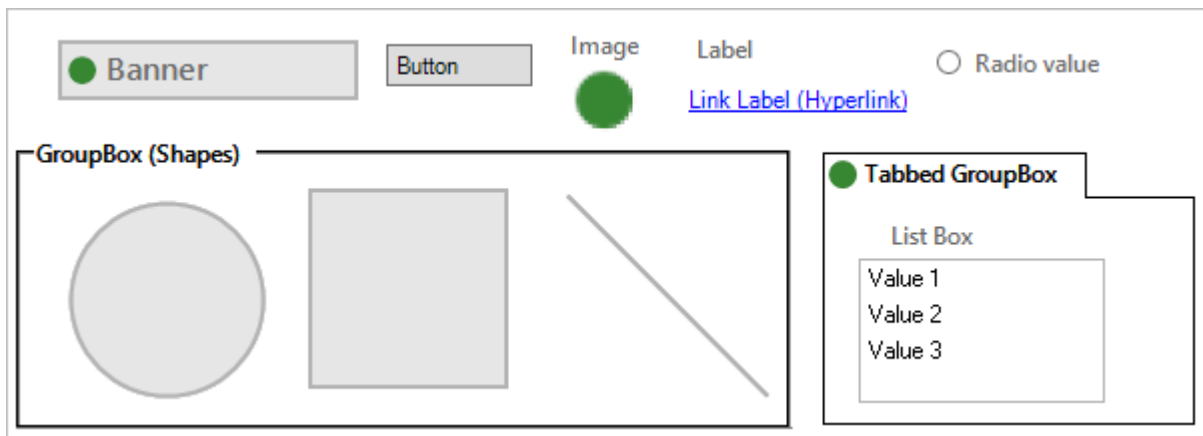 Banner
Button
Image
Label
Link Label (Hyperlink)
Radio value
GroupBox (Shapes)
Tabbed GroupBox
List Box
Value 1
Value 2
Value 3